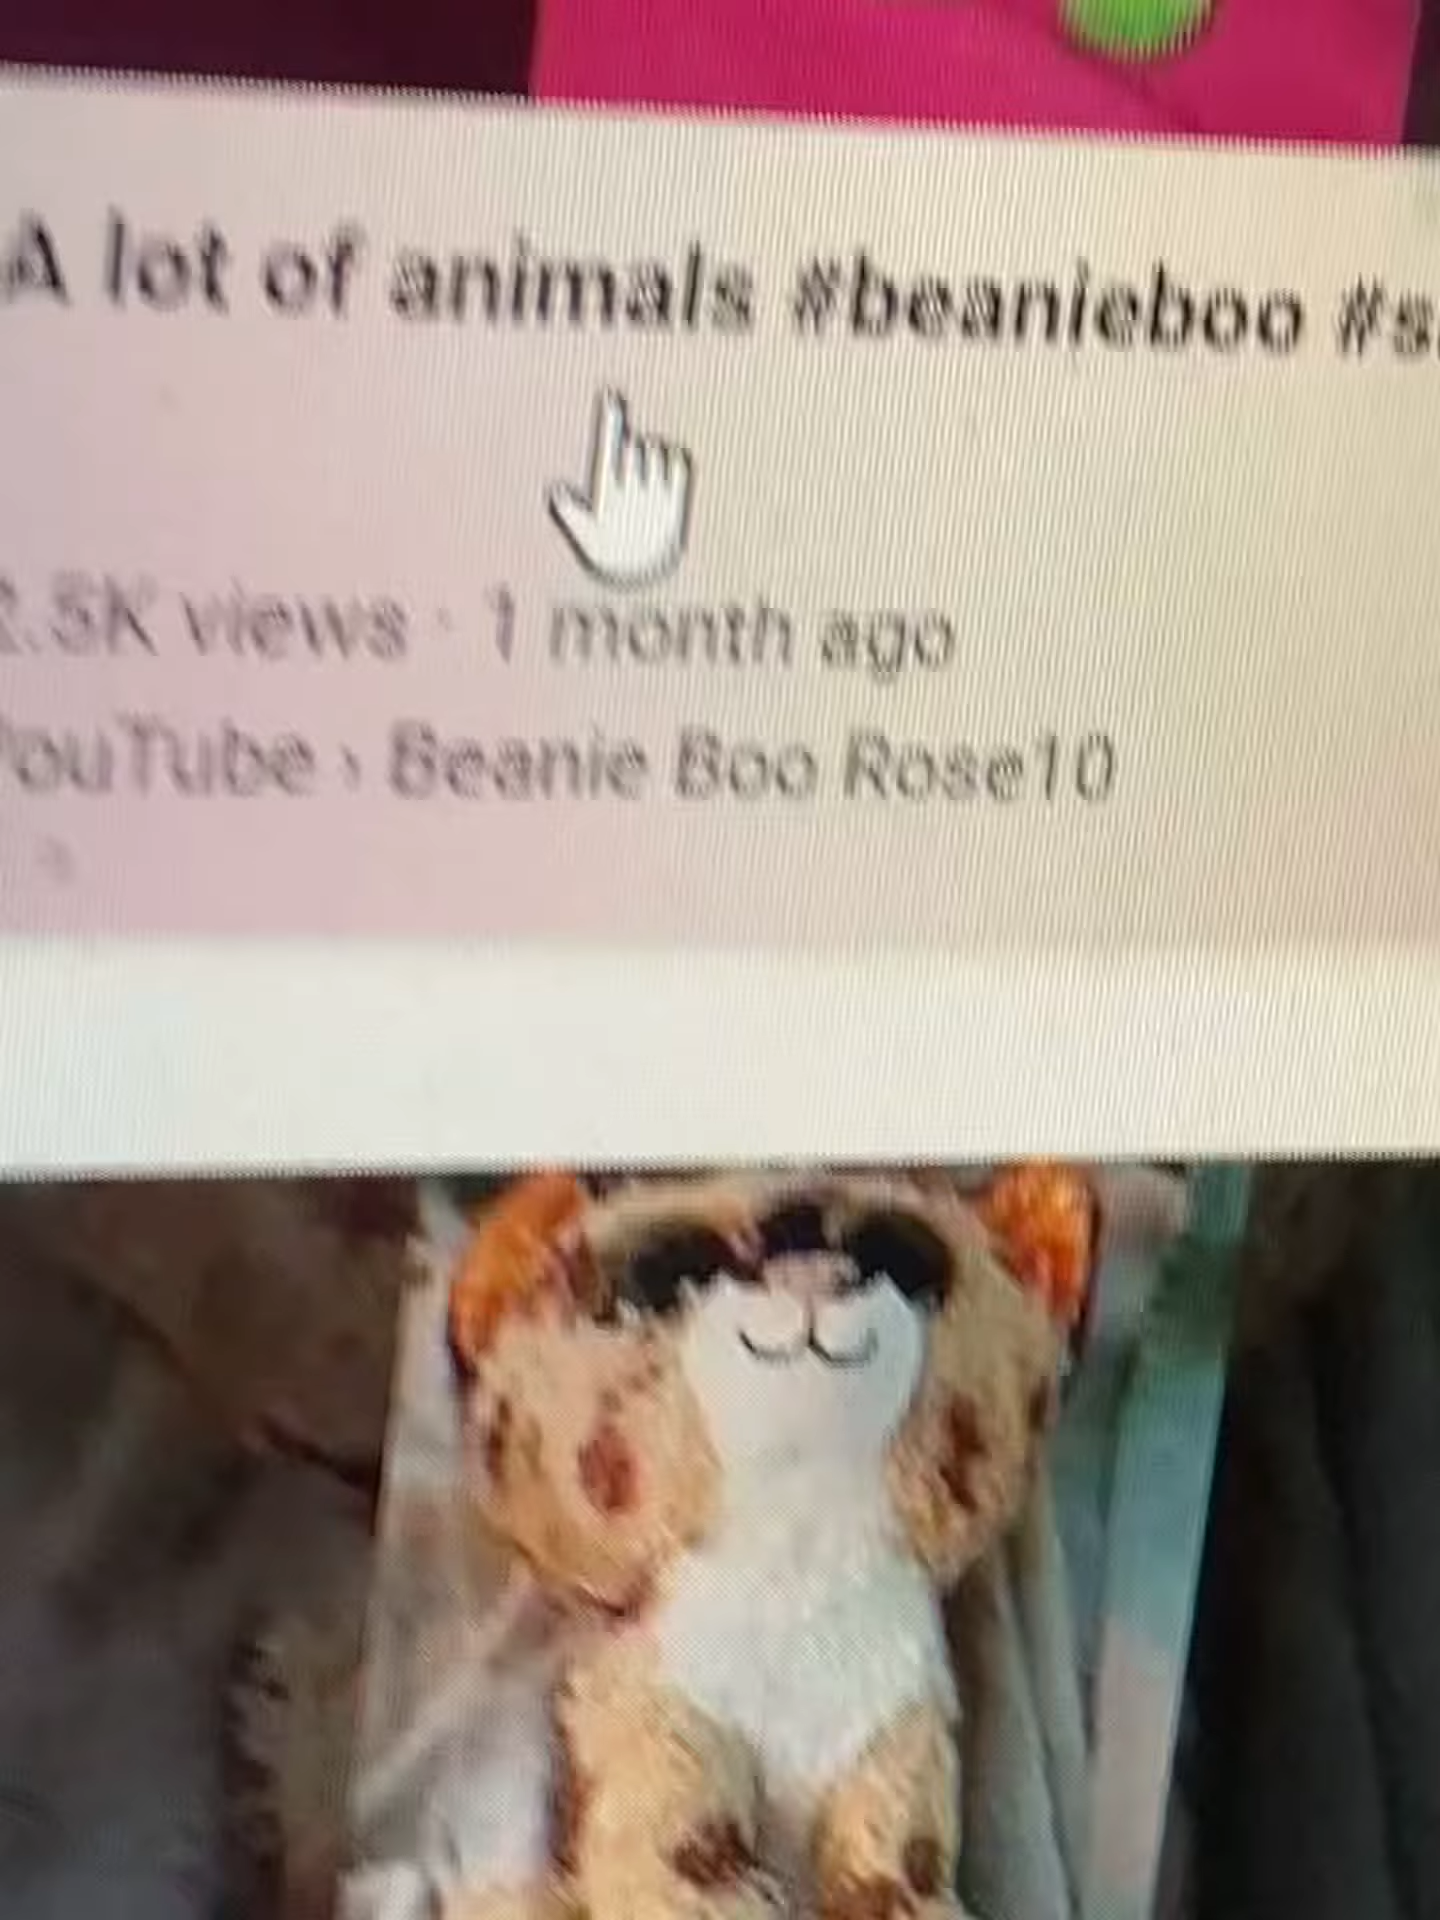 A lot of animals #beanieboo #s
2.5K views · 1 month ago
YouTube › Beanie Boo Rose10